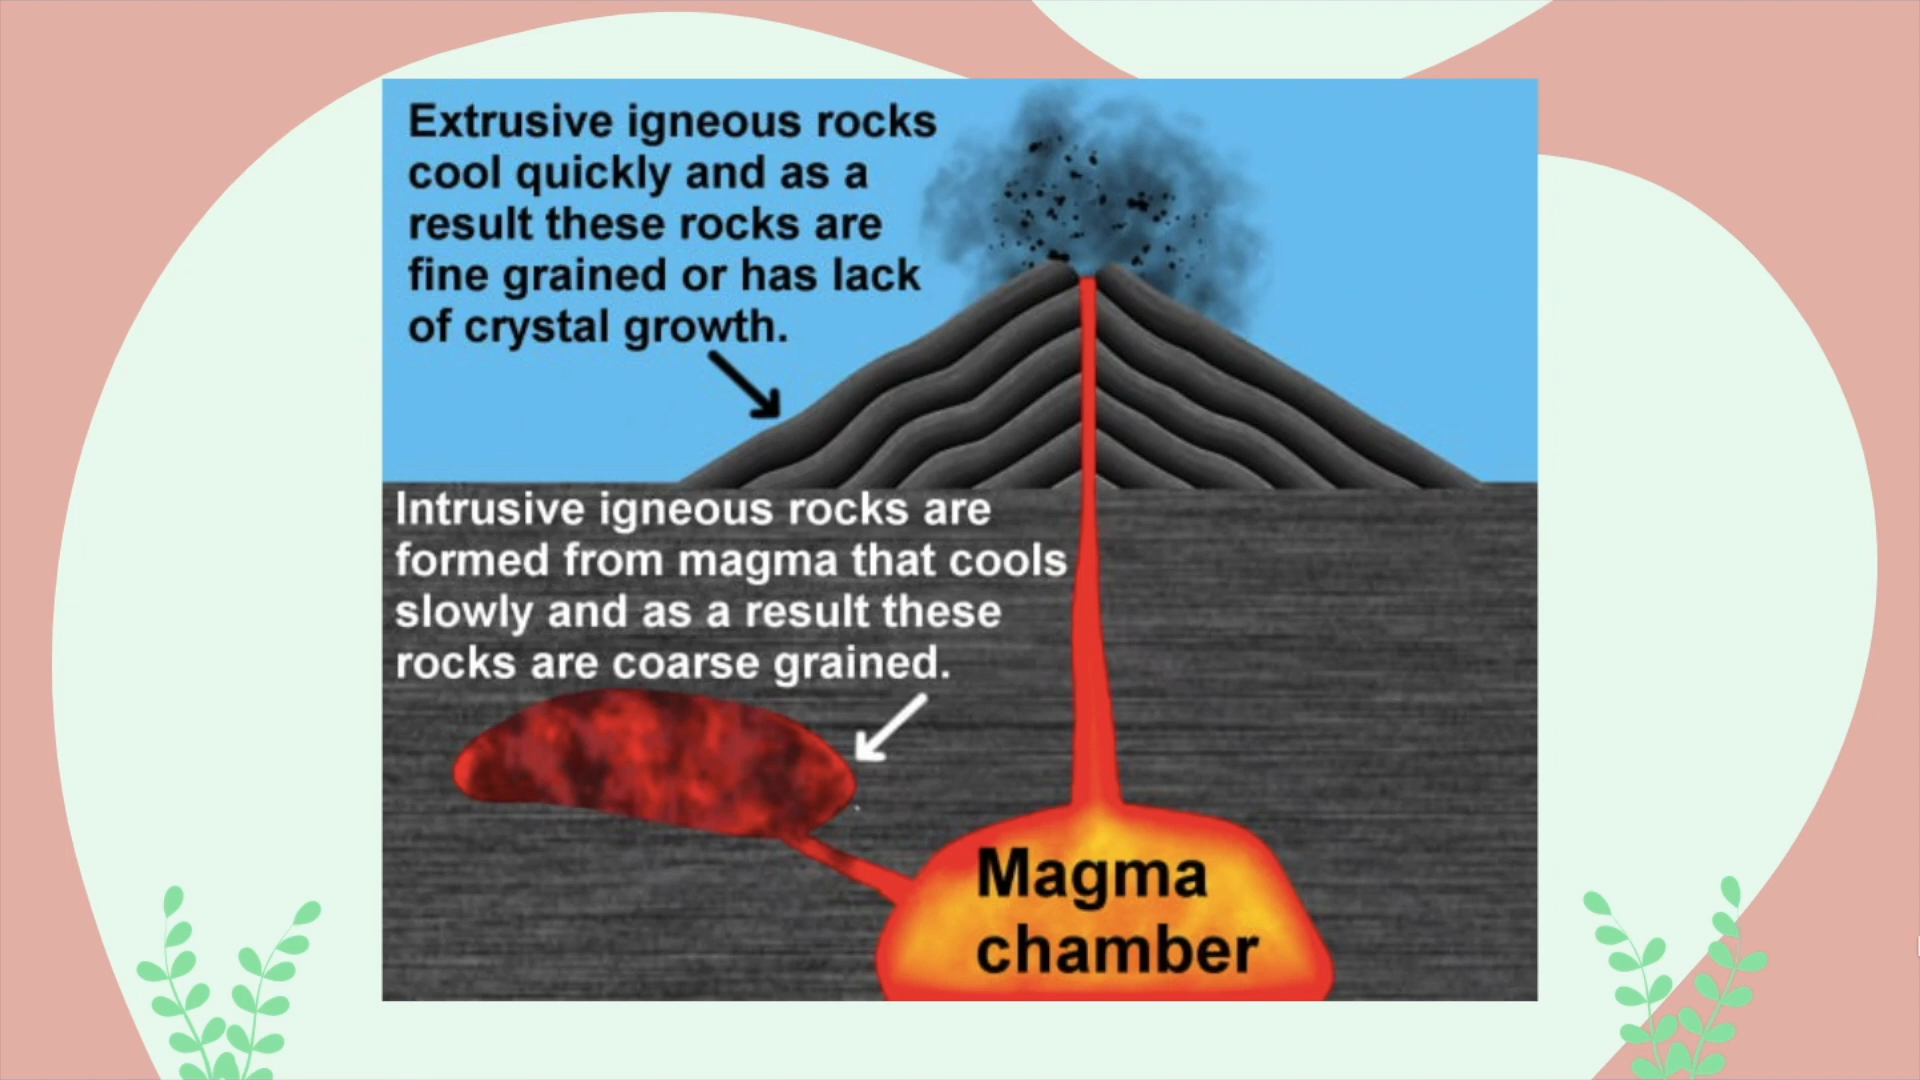 Extrusive igneous rocks
cool quickly and as a
result these rocks are
fine grained or has lack
of crystal growth.
Intrusive igneous rocks are
formed from magma that cools
slowly and as a result these
rocks are coarse grained.
Magma
chamber